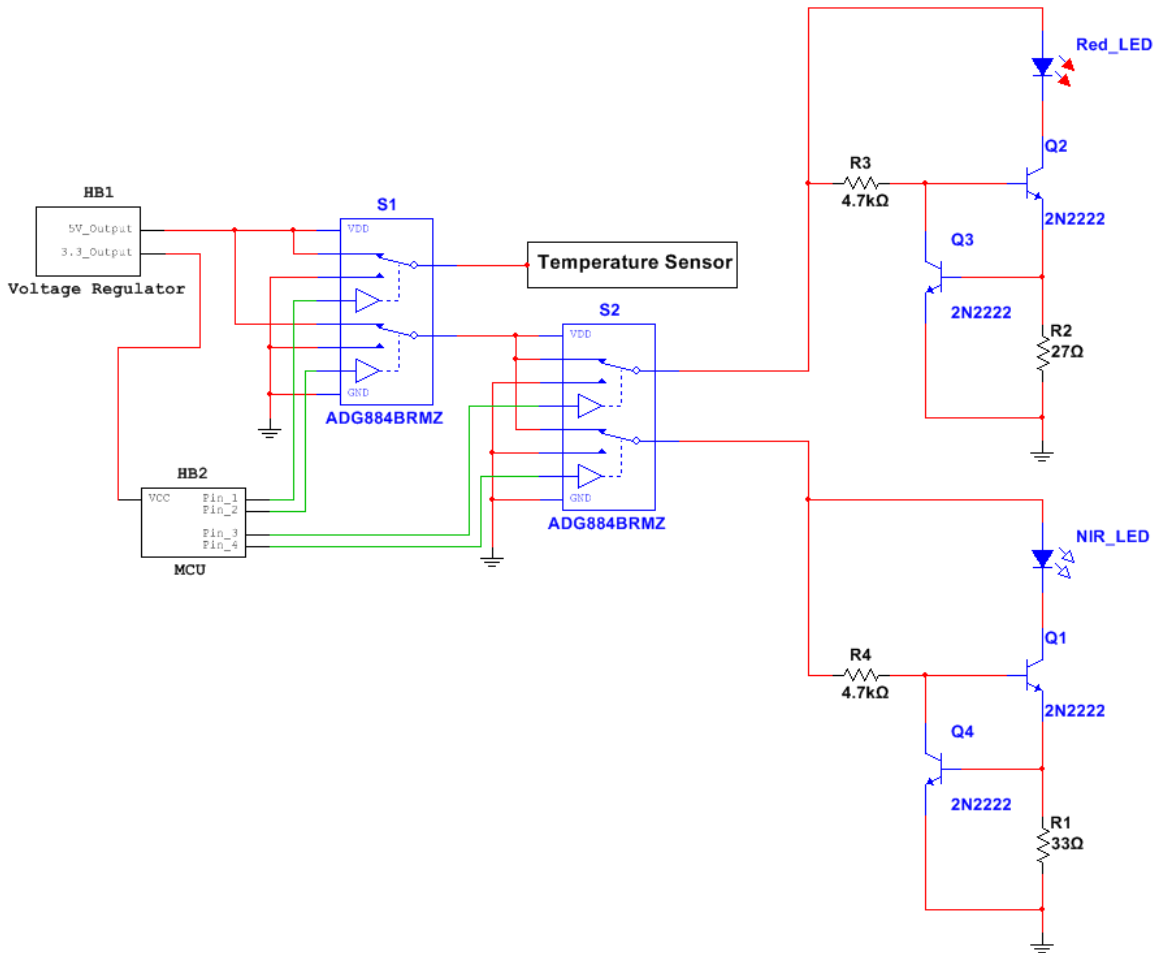 Red_LED
Q2
R3
4.7kΩ
2N2222
Q3
2N2222
R2
27Ω
HB1
5V_Output
3.3_Output
Voltage Regulator
S1
VDD
GND
ADG884BRMZ
Temperature Sensor
S2
VDD
GND
ADG884BRMZ
HB2
VCC
Pin_1
Pin_2
Pin_3
Pin_4
MCU
NIR_LED
Q1
R4
4.7kΩ
2N2222
Q4
2N2222
R1
33Ω